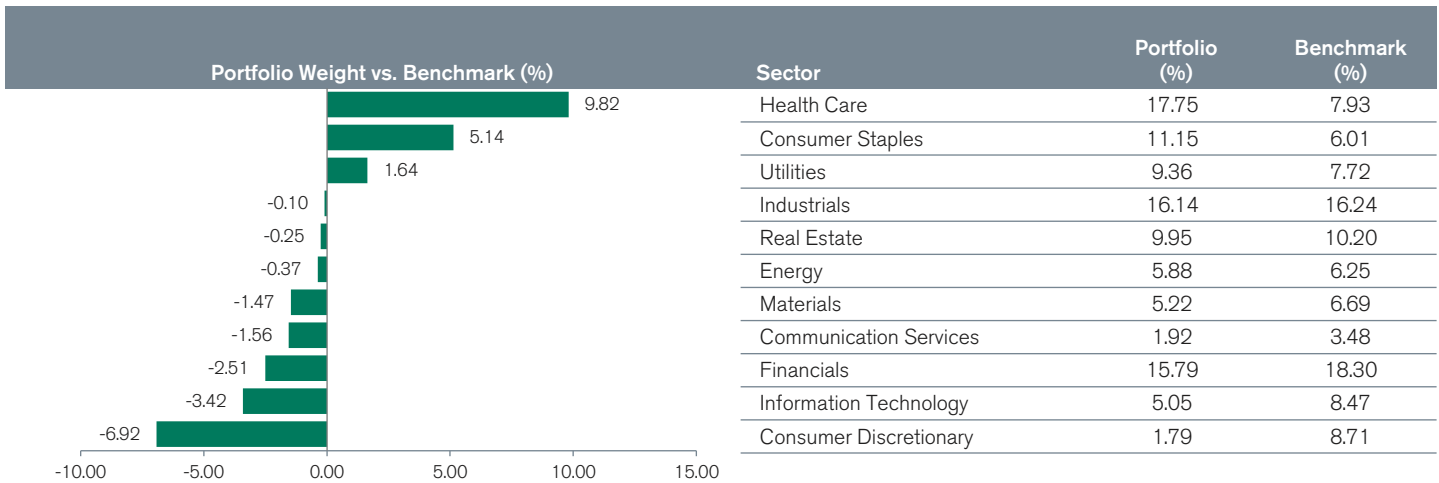 Portfolio Weight vs. Benchmark (%)
Sector Portfolio (%) Benchmark (%)
9.82 Health Care 17.75 7.93
5.14 Consumer Staples 11.15 6.01
1.64 Utilities 9.36 7.72
-0.10 Industrials 16.14 16.24
-0.25 Real Estate 9.95 10.20
-0.37 Energy 5.88 6.25
-1.47 Materials 5.22 6.69
-1.56 Communication Services 1.92 3.48
-2.51 Financials 15.79 18.30
-3.42 Information Technology 5.05 8.47
-6.92 Consumer Discretionary 1.79 8.71
-10.00 -5.00 0.00 5.00 10.00 15.00